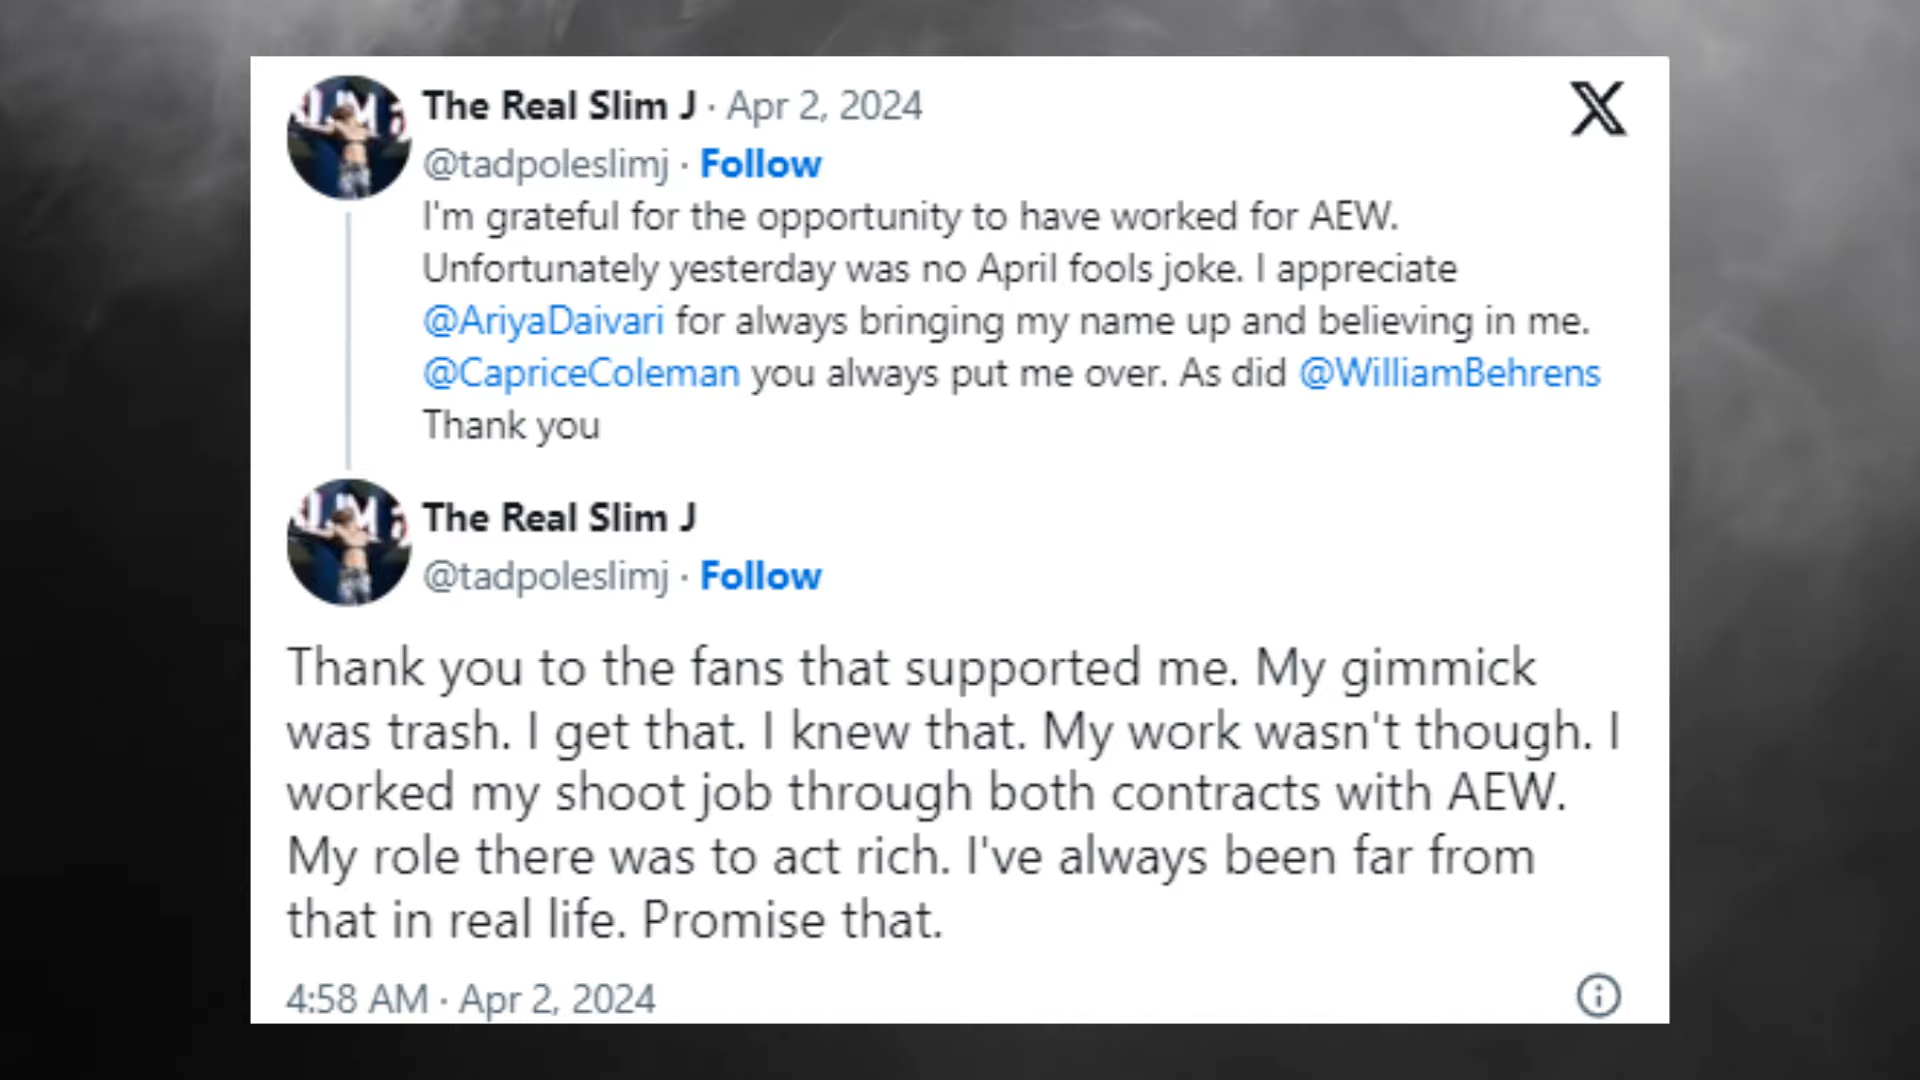 The Real Slim J · Apr 2, 2024
@tadpoleslimj · Follow
I'm grateful for the opportunity to have worked for AEW.
Unfortunately yesterday was no April fools joke. I appreciate
@AriyaDaivari for always bringing my name up and believing in me.
@CapriceColeman you always put me over. As did @WilliamBehrens
Thank you
The Real Slim J
@tadpoleslimj · Follow
Thank you to the fans that supported me. My gimmick
was trash. I get that. I knew that. My work wasn't though. I
worked my shoot job through both contracts with AEW.
My role there was to act rich. I've always been far from
that in real life. Promise that.
4:58 AM · Apr 2, 2024